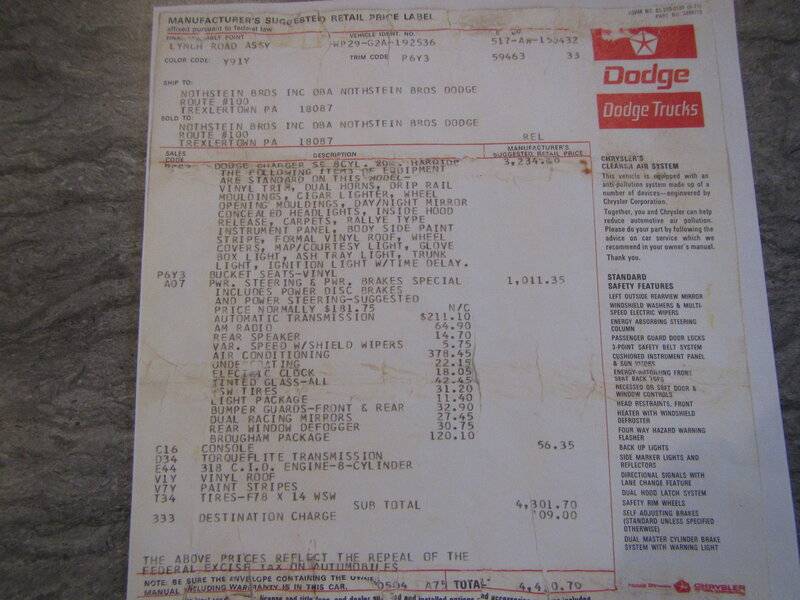 MANUFACTURER'S SUGGESTED RETAIL PRICE LABEL
affixed pursuant to federal law
POINT
VEHICLE IDENT. NO.
LYNCH ROAD ASSY
WP29-G2A-192536
COLOR CODE: Y91Y
TRIM CODE P6Y3
59463 33
SHIP TO:
NOTHSTEIN BROS INC DBA NOTHSTEIN BROS DODGE
ROUTE #100
TREXLERTOWN PA 18087
SOLD TO:
NOTHSTEIN BROS INC DBA NOTHSTEIN BROS DODGE
ROUTE #100
TREXLERTOWN PA 18087 REL
SALES CODE DESCRIPTION MANUFACTURER'S SUGGESTED RETAIL PRICE
DODGE CHARGER SE 8CYL. 2DR. HARDTOP
THE FOLLOWING ITEMS OF EQUIPMENT
ARE STANDARD ON THIS MODEL-
VINYL TRIM, DUAL HORNS, DRIP RAIL
MOULDINGS, CIGAR LIGHTER, WHEEL
OPENING MOULDINGS, DAY/NIGHT MIRROR
CONCEALED HEADLIGHTS, INSIDE HOOD
RELEASE, CARPETS, RALLYE TYPE
INSTRUMENT PANEL, BODY SIDE PAINT
STRIPE, FORMAL VINYL ROOF, WHEEL
COVERS, MAP/COURTESY LIGHT, GLOVE
BOX LIGHT, ASH TRAY LIGHT, TRUNK
LIGHT, IGNITION LIGHT W/TIME DELAY.
P6Y3 BUCKET SEATS-VINYL
A07 PWR. STEERING & PWR. BRAKES SPECIAL 1,011.35
INCLUDES POWER DISC BRAKES
AND POWER STEERING-SUGGESTED
PRICE NORMALLY $181.75 N/C
AUTOMATIC TRANSMISSION $211.10
AM RADIO 64.90
REAR SPEAKER 14.70
VAR. SPEED W/SHIELD WIPERS 5.75
AIR CONDITIONING 378.45
UNDERCOATING 22.15
ELECTRIC CLOCK 18.05
TINTED GLASS-ALL 42.45
WSW TIRES 31.20
LIGHT PACKAGE 11.40
BUMPER GUARDS-FRONT & REAR 32.90
DUAL RACING MIRRORS 27.45
REAR WINDOW DEFOGGER 30.75
BROUGHAM PACKAGE 120.10
C16 CONSOLE 56.35
D34 TORQUEFLITE TRANSMISSION
E44 318 C.I.D. ENGINE-8-CYLINDER
V1Y VINYL ROOF
V7Y PAINT STRIPES
T34 TIRES-F78 X 14 WSW
SUB TOTAL 4,301.70
333 DESTINATION CHARGE 09.00
THE ABOVE PRICES REFLECT THE REPEAL OF THE
FEDERAL EXCISE TAX ON AUTOMOBILES
NOTE: BE SURE THE ENVELOPE CONTAINING THE
MANUAL INCLUDING WARRANTY IS IN THIS CAR.
A75 TOTAL
Dodge
Dodge Trucks
CHRYSLER'S
CLEANER AIR SYSTEM
This vehicle is equipped with an
anti-pollution system made up of a
number of devices—engineered by
Chrysler Corporation.
Together, you and Chrysler can help
reduce automotive air pollution.
Please do your part by following the
advice on car service which we
recommend in your owner's manual.
Thank you.
STANDARD
SAFETY FEATURES
LEFT OUTSIDE REARVIEW MIRROR
WINDSHIELD WASHERS & MULTI-
SPEED ELECTRIC WIPERS
ENERGY ABSORBING STEERING
COLUMN
PASSENGER GUARD DOOR LOCKS
3-POINT SAFETY BELT SYSTEM
CUSHIONED INSTRUMENT PANEL
& SUN VISORS
ENERGY-ABSORBING FRONT
SEAT BACK TOPS
RECESSED OR SOFT DOOR &
WINDOW CONTROLS
HEAD RESTRAINTS, FRONT
HEATER WITH WINDSHIELD
DEFROSTER
FOUR WAY HAZARD WARNING
FLASHER
BACK UP LIGHTS
SIDE MARKER LIGHTS AND
REFLECTORS
DIRECTIONAL SIGNALS WITH
LANE CHANGE FEATURE
DUAL HOOD LATCH SYSTEM
SAFETY RIM WHEELS
SELF ADJUSTING BRAKES
(STANDARD UNLESS SPECIFIED
OTHERWISE)
DUAL MASTER CYLINDER BRAKE
SYSTEM WITH WARNING LIGHT
CHRYSLER